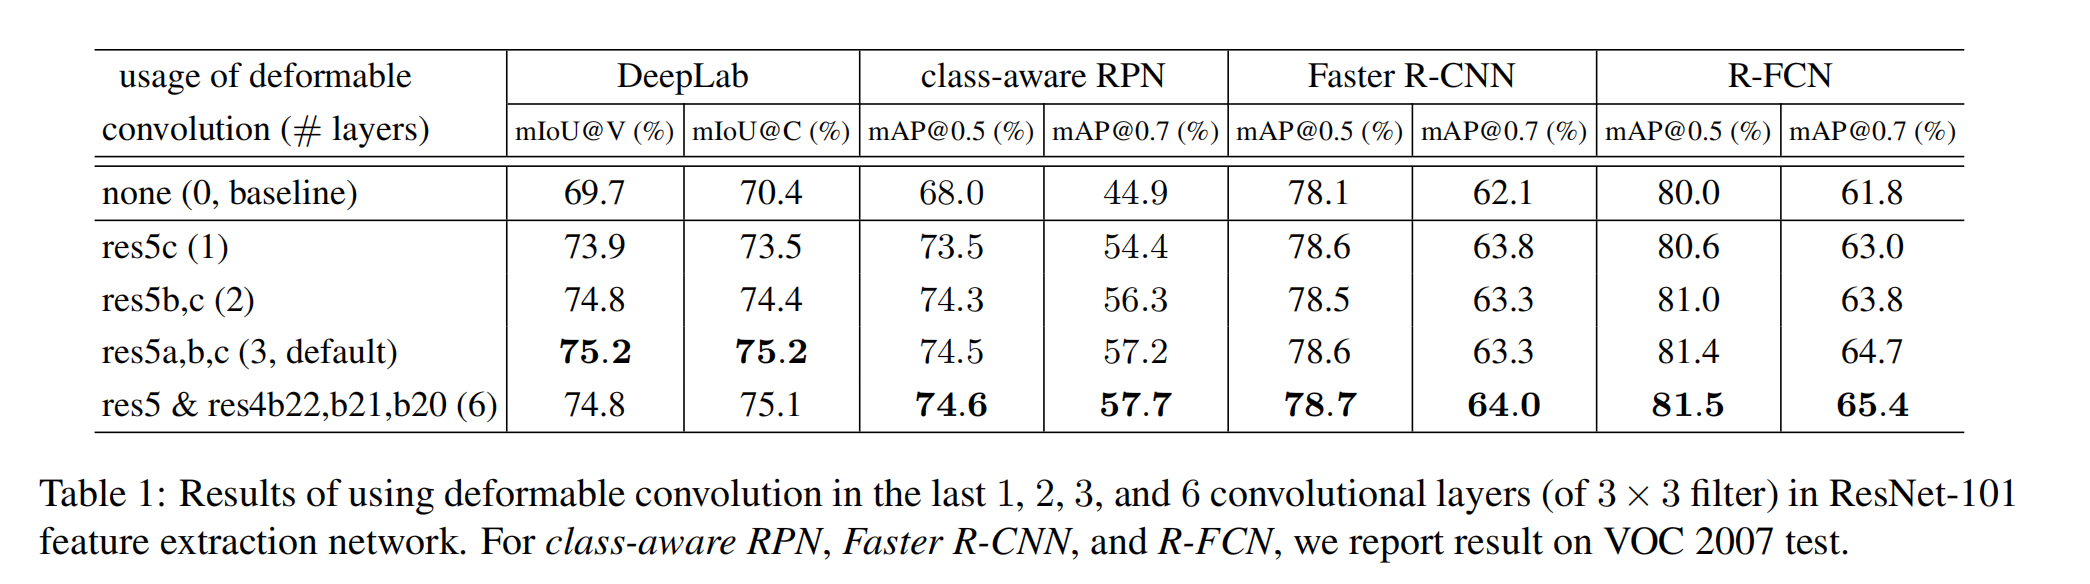 usage of deformable convolution (# layers) DeepLab class-aware RPN Faster R-CNN R-FCN
mIoU@V (%) mIoU@C (%) mAP@0.5 (%) mAP@0.7 (%) mAP@0.5 (%) mAP@0.7 (%) mAP@0.5 (%) mAP@0.7 (%)
none (0, baseline) 69.7 70.4 68.0 44.9 78.1 62.1 80.0 61.8
res5c (1) 73.9 73.5 73.5 54.4 78.6 63.8 80.6 63.0
res5b,c (2) 74.8 74.4 74.3 56.3 78.5 63.3 81.0 63.8
res5a,b,c (3, default) 75.2 75.2 74.5 57.2 78.6 63.3 81.4 64.7
res5 & res4b22,b21,b20 (6) 74.8 75.1 74.6 57.7 78.7 64.0 81.5 65.4
Table 1: Results of using deformable convolution in the last 1, 2, 3, and 6 convolutional layers (of 3 × 3 filter) in ResNet-101
feature extraction network. For class-aware RPN, Faster R-CNN, and R-FCN, we report result on VOC 2007 test.